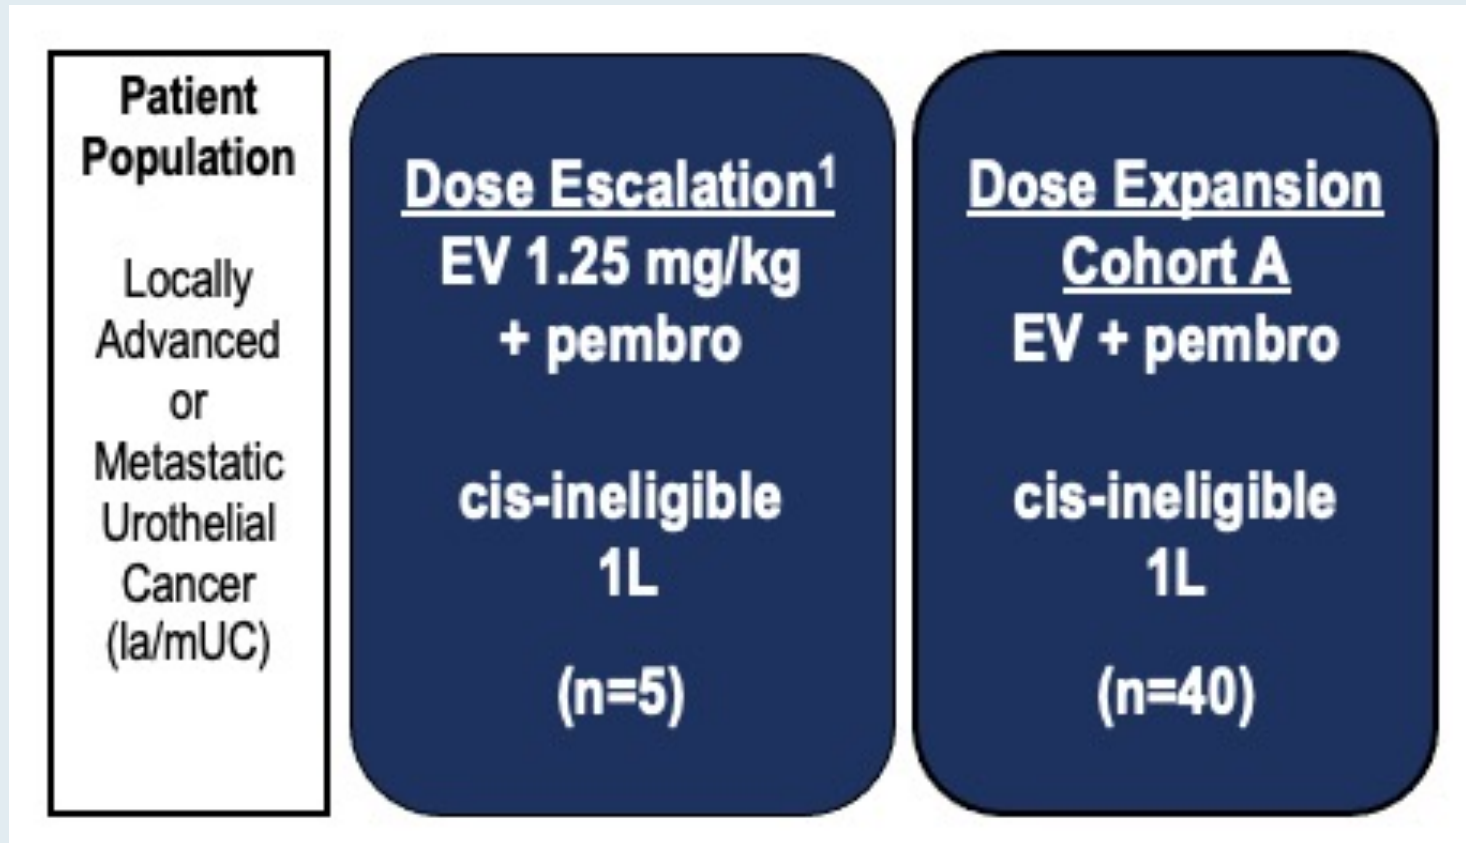 Patient
Population
Locally
Advanced
or
Metastatic
Urothelial
Cancer
(la/mUC)
Dose Escalation¹
EV 1.25 mg/kg
+ pembro
cis-ineligible
1L
(n=5)
Dose Expansion
Cohort A
EV + pembro
cis-ineligible
1L
(n=40)